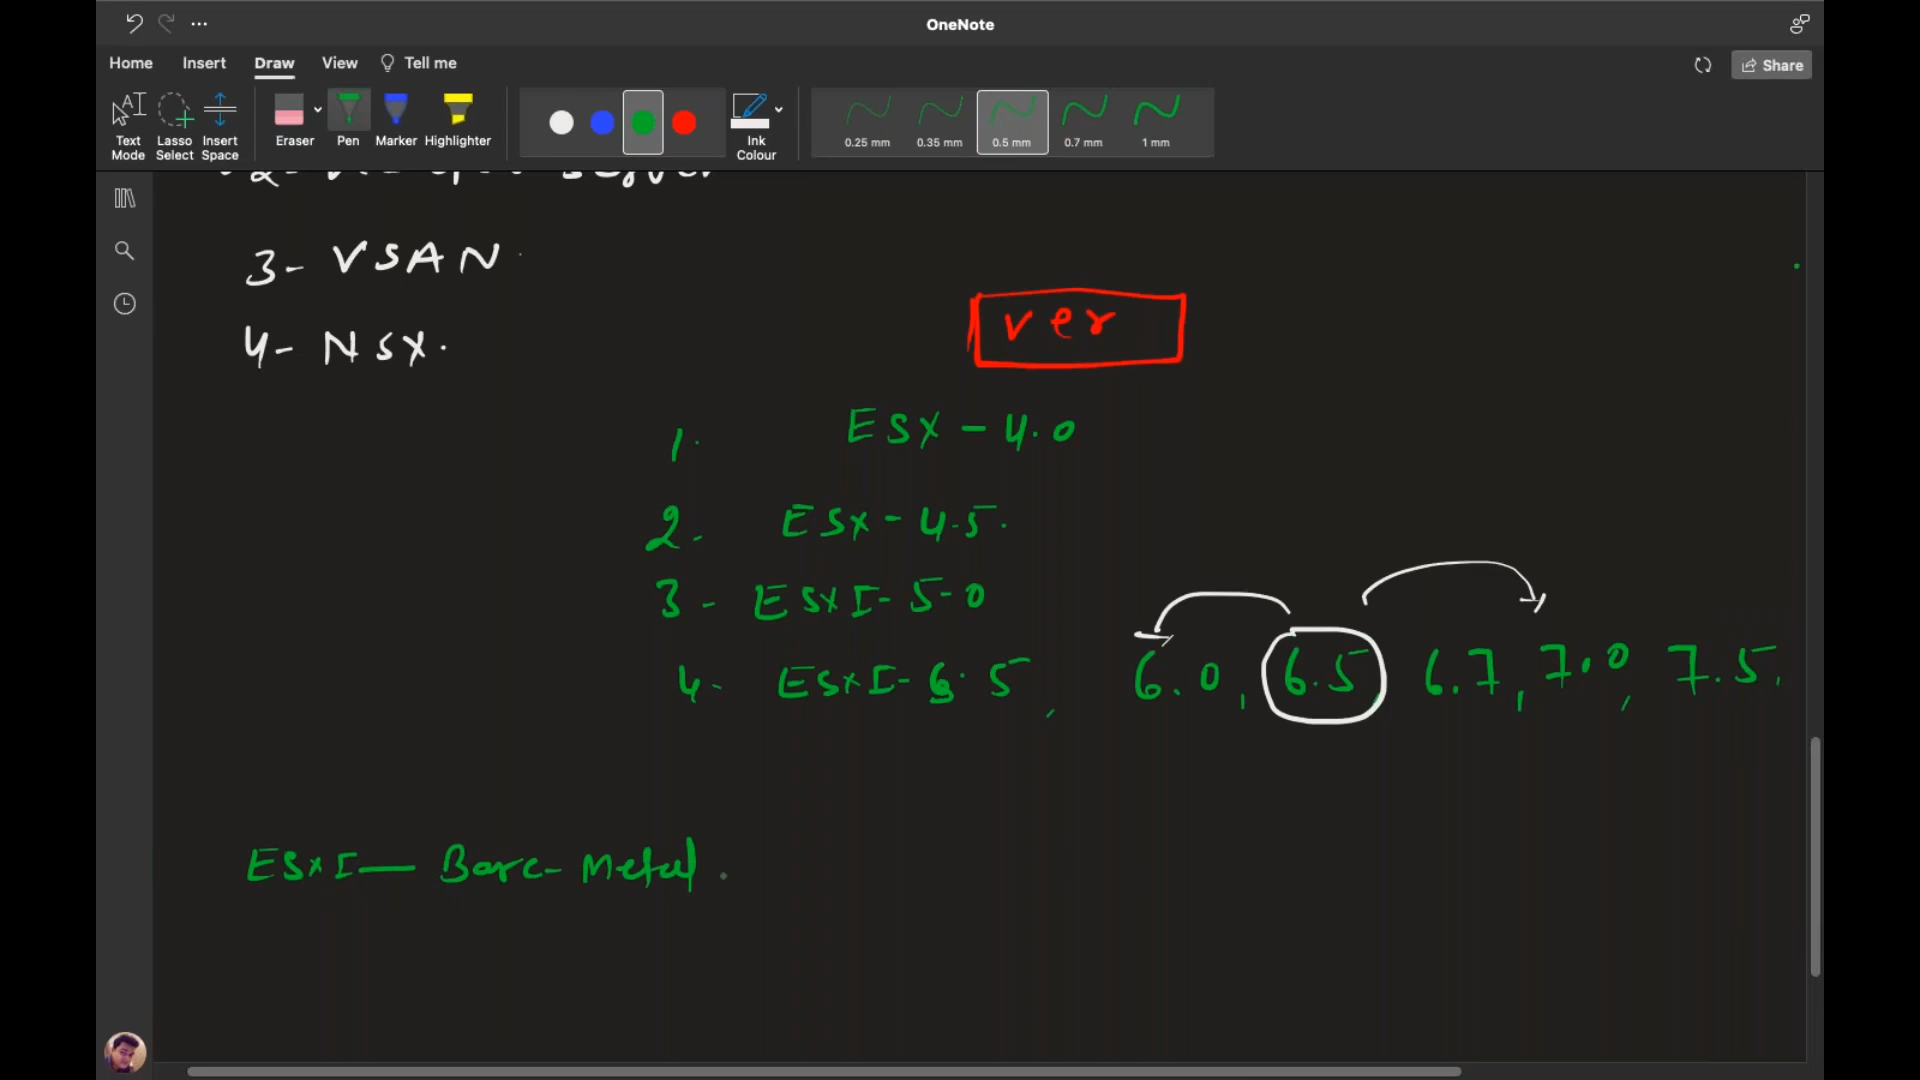 OneNote
Home Insert Draw View Tell me
Share
Text Mode
Lasso Select
Insert Space
Eraser
Pen
Marker
Highlighter
Ink Colour
0.25 mm
0.35 mm
0.5 mm
0.7 mm
1 mm
server
3- VSAN
4- NSX.
ver
1. ESX - 4.0
2- ESX - 4.5.
3 - ESXI- 5-0
4- ESXI- 6.5, 6.0, 6.5, 6.7, 7.0, 7.5,
ESXI— Bare-Metal.